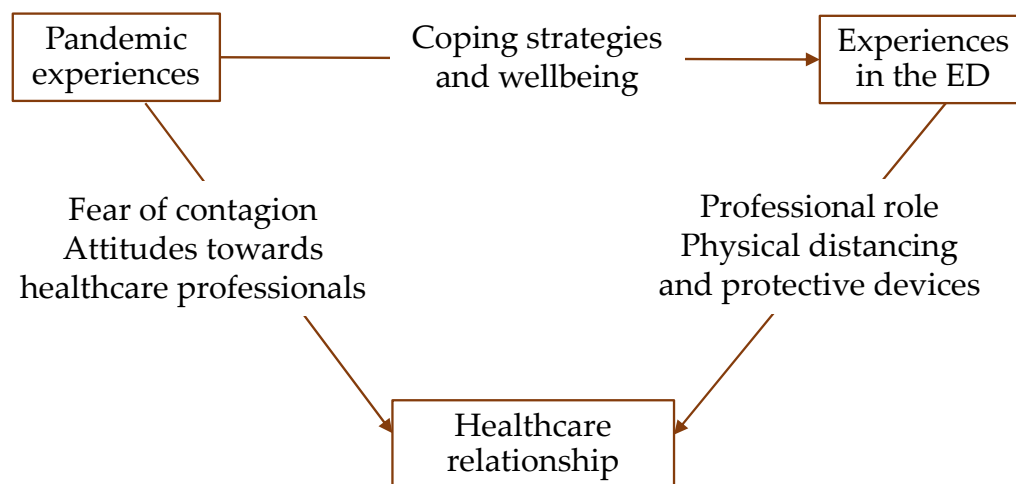 Pandemic
experiences
Coping strategies
and wellbeing
Experiences
in the ED
Fear of contagion
Attitudes towards
healthcare professionals
Professional role
Physical distancing
and protective devices
Healthcare
relationship